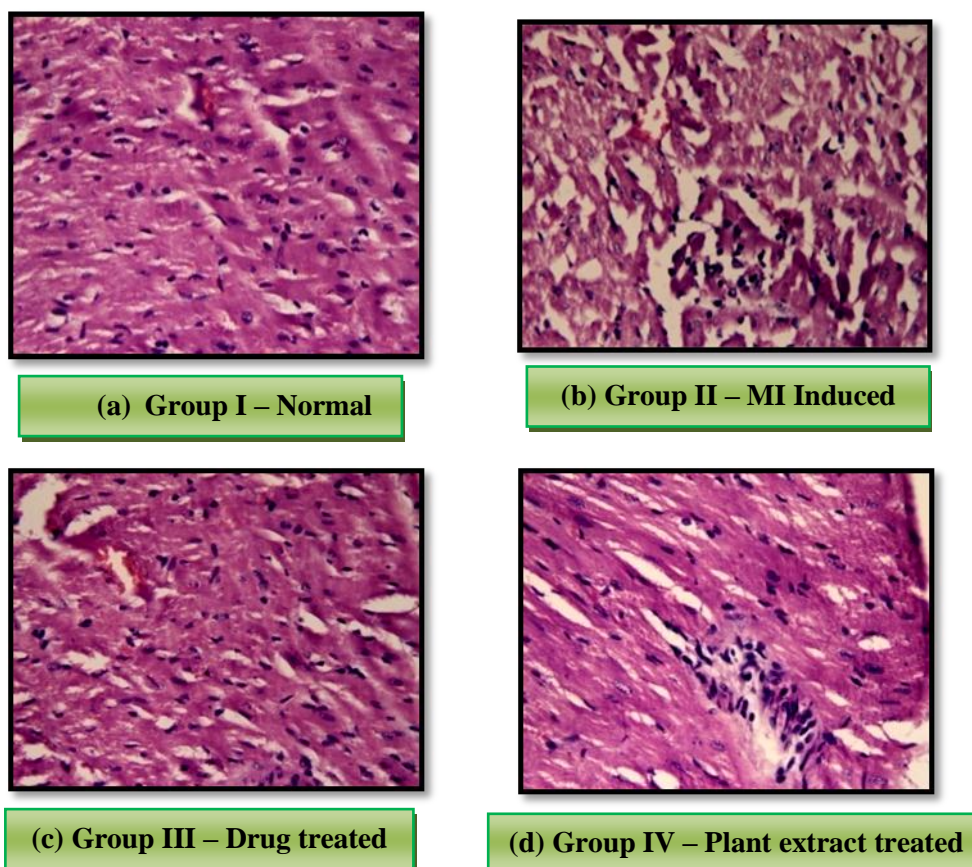 (a) Group I – Normal
(b) Group II – MI Induced
(c) Group III – Drug treated
(d) Group IV – Plant extract treated